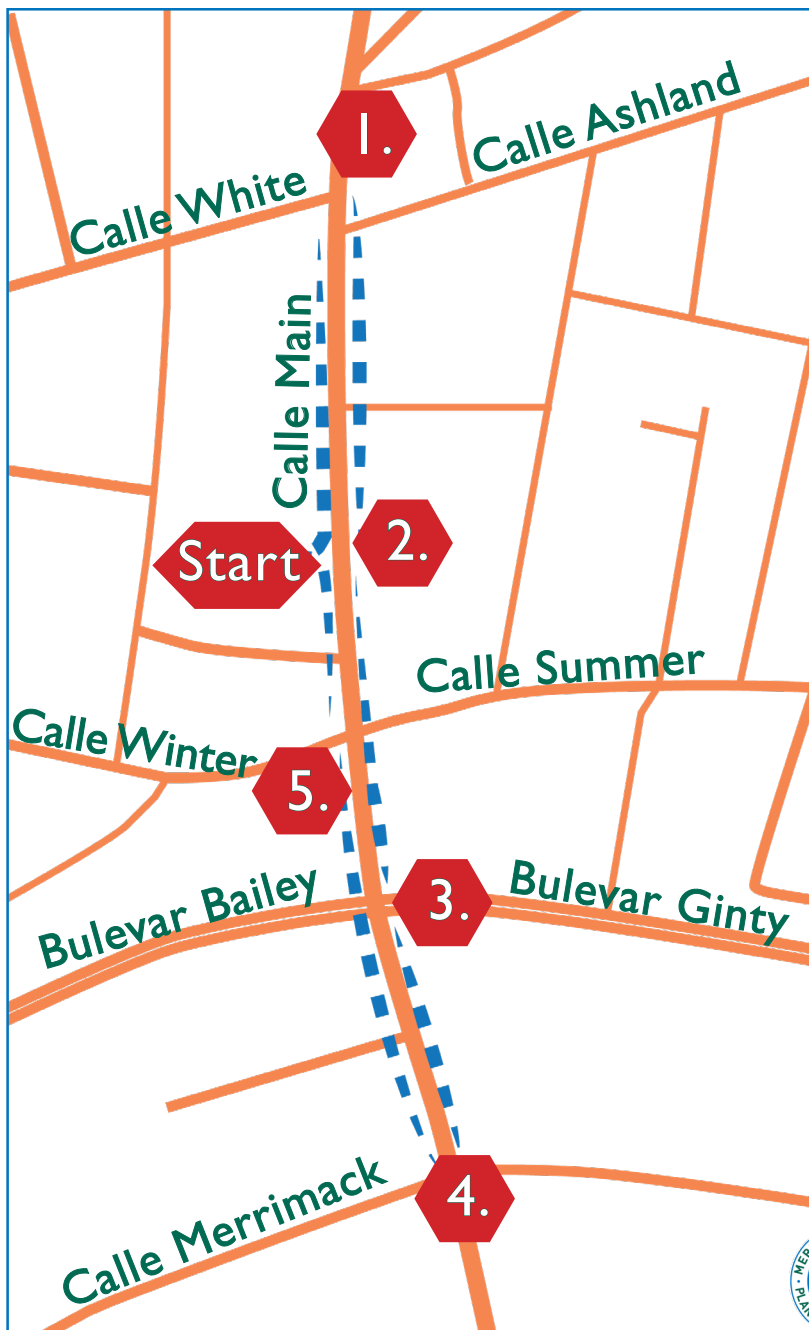 1.
Calle Ashland
Calle White
Calle Main
2.
Start
Calle Summer
Calle Winter
5.
3.
Bulevar Bailey
Bulevar Ginty
4.
Calle Merrimack